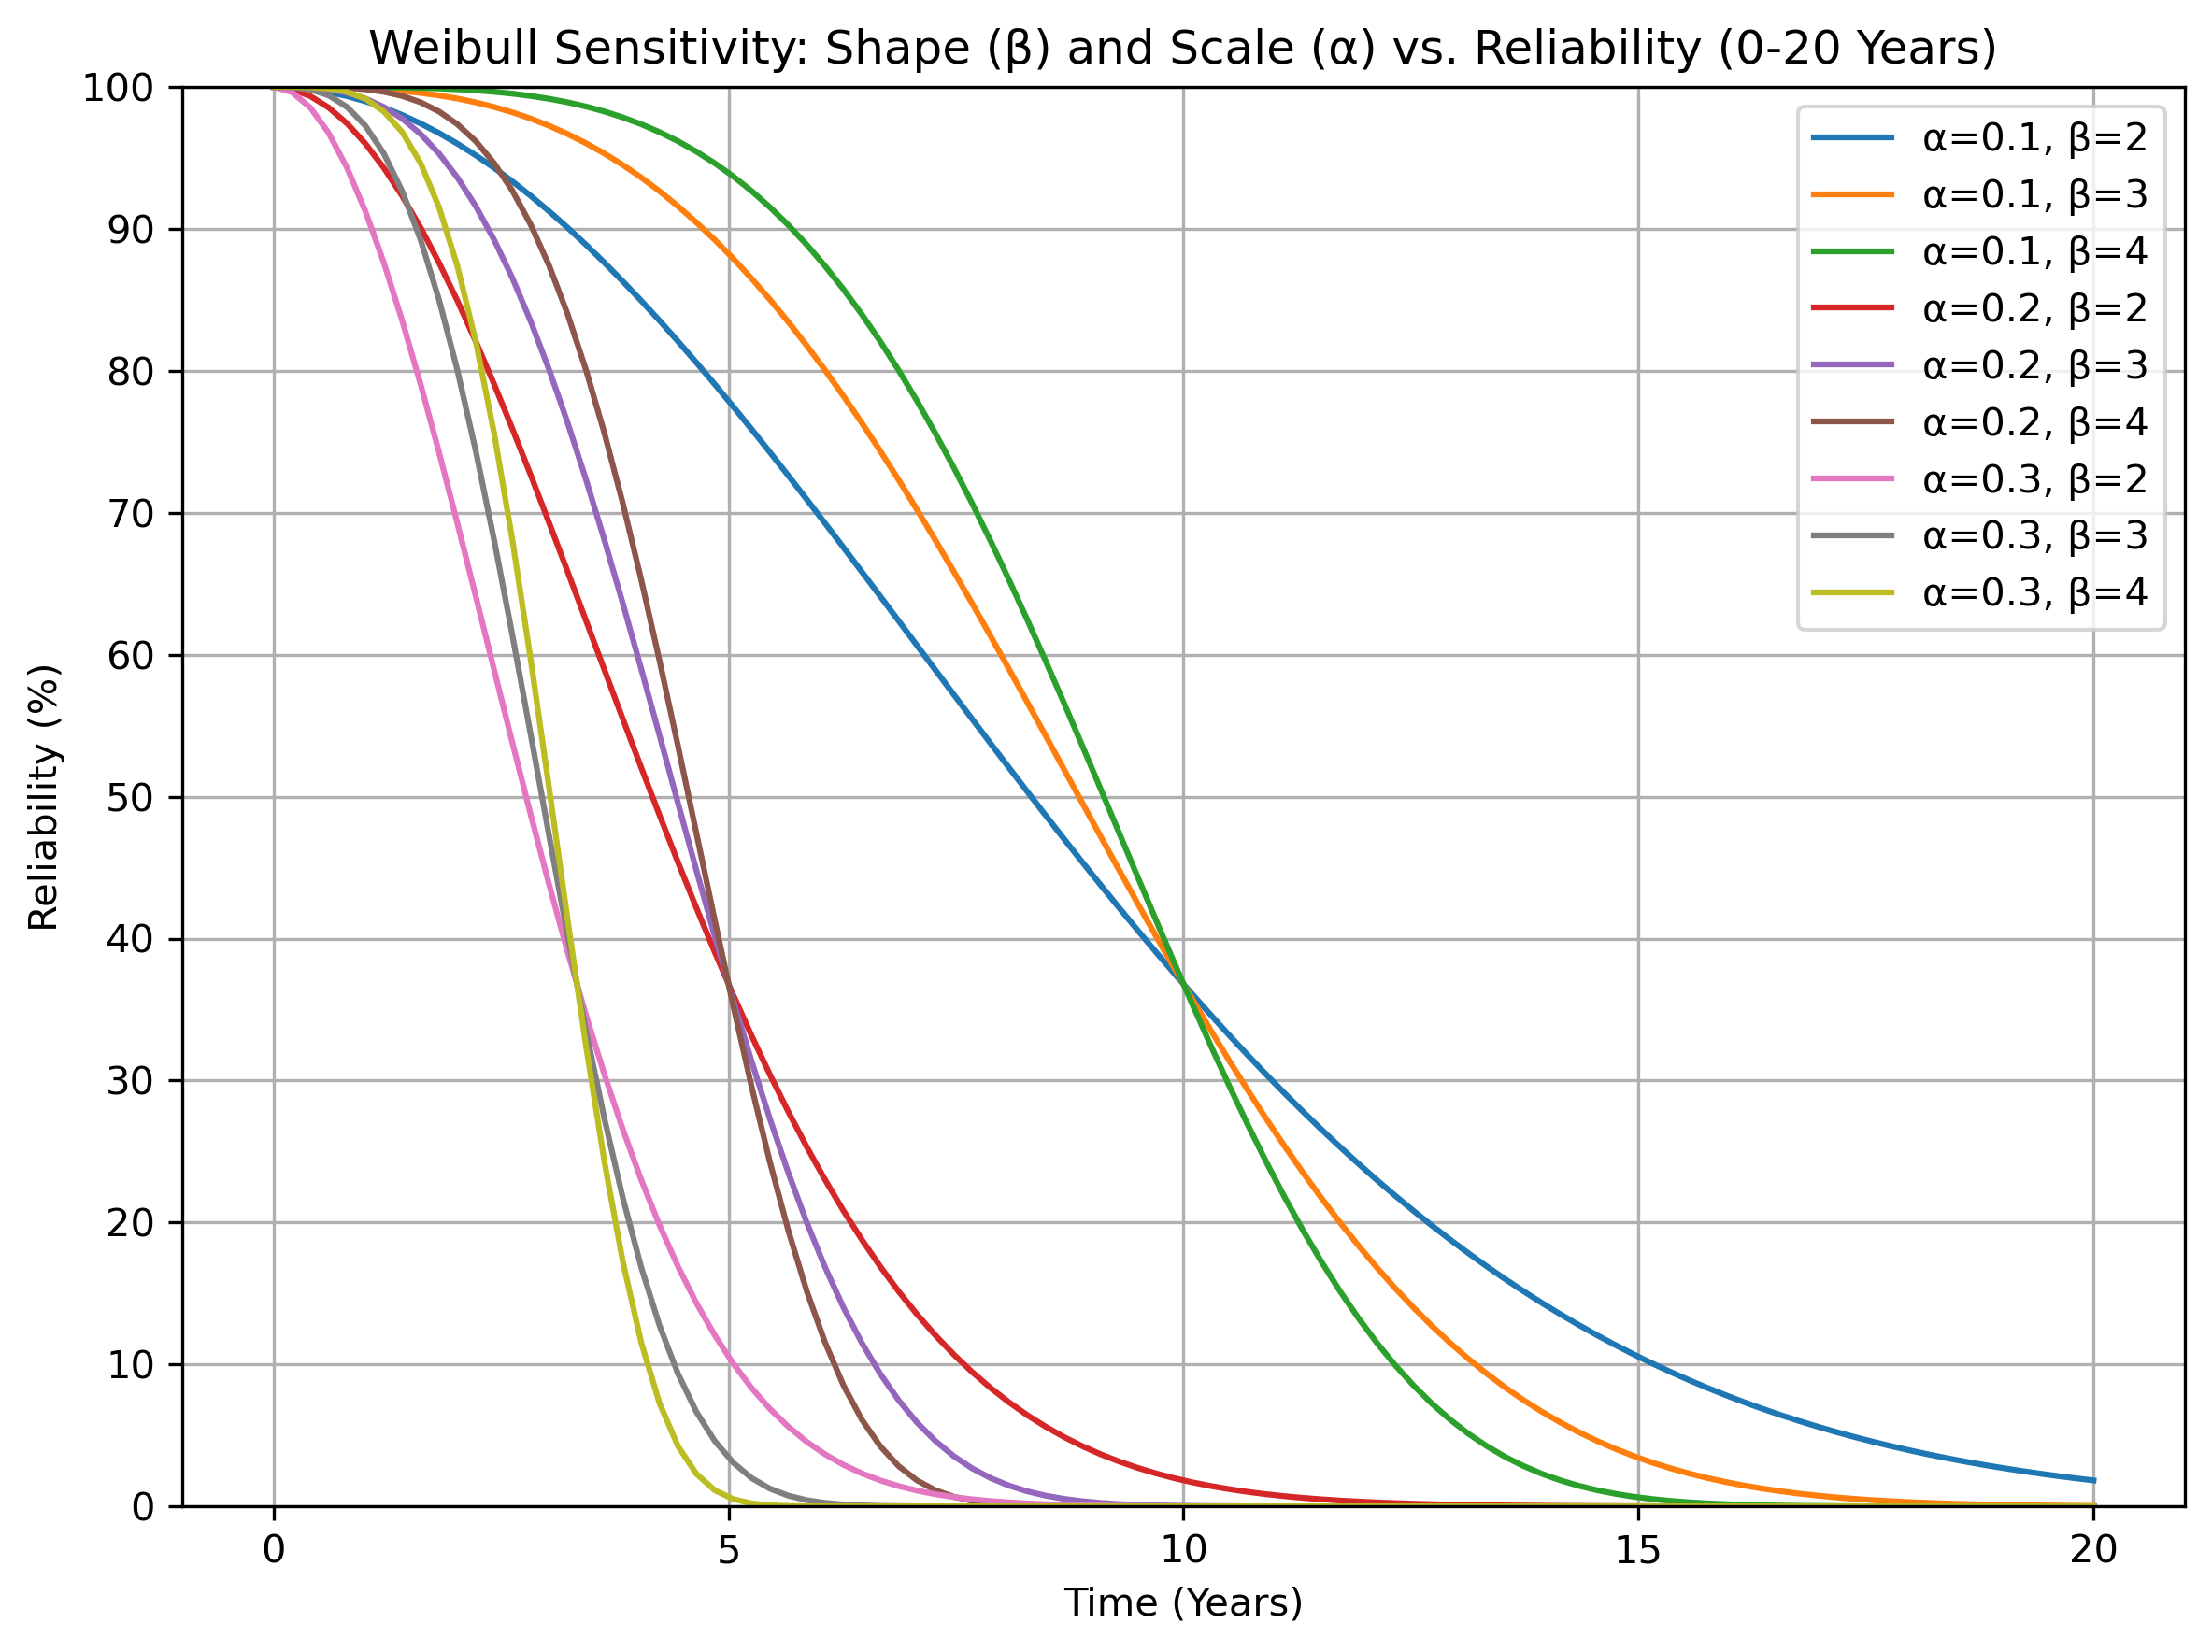 Weibull Sensitivity: Shape (β) and Scale (α) vs. Reliability (0-20 Years)
100
90
80
70
60
50
40
30
20
10
0
Reliability (%)
α=0.1, β=2
α=0.1, β=3
α=0.1, β=4
α=0.2, β=2
α=0.2, β=3
α=0.2, β=4
α=0.3, β=2
α=0.3, β=3
α=0.3, β=4
0 5 10 15 20
Time (Years)